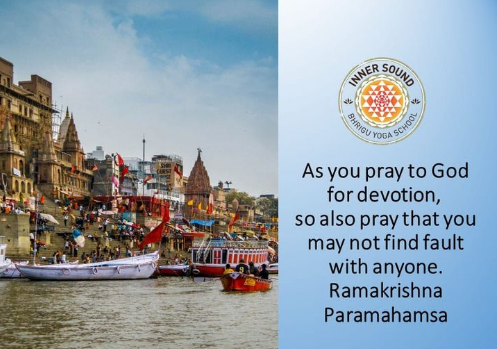 INNER SOUND
BHRIGU YOGA SCHOOL
As you pray to God
for devotion,
so also pray that you
may not find fault
with anyone.
Ramakrishna
Paramahamsa